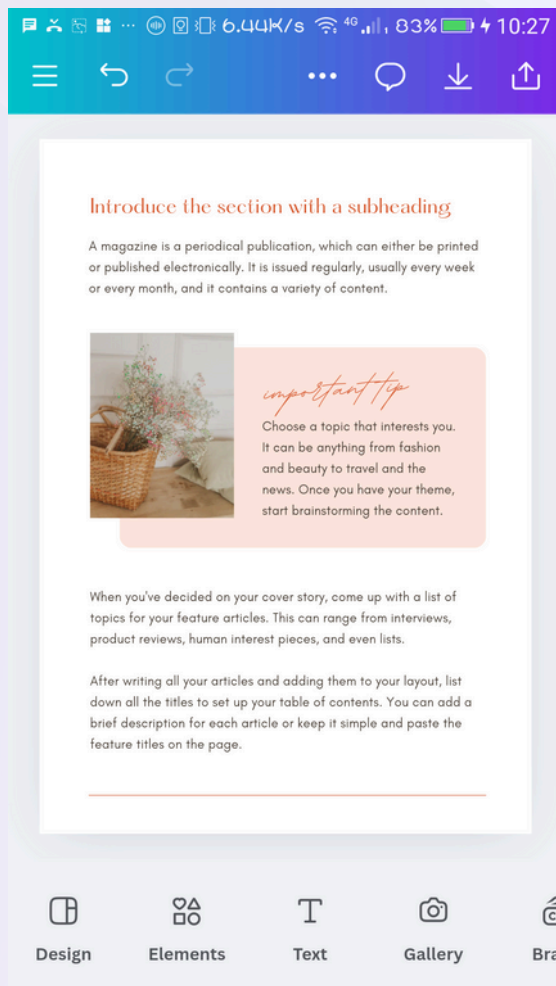 6.44K/s 4G 83% 10:27
Introduce the section with a subheading
A magazine is a periodical publication, which can either be printed
or published electronically. It is issued regularly, usually every week
or every month, and it contains a variety of content.
important tip
Choose a topic that interests you.
It can be anything from fashion
and beauty to travel and the
news. Once you have your theme,
start brainstorming the content.
When you've decided on your cover story, come up with a list of
topics for your feature articles. This can range from interviews,
product reviews, human interest pieces, and even lists.
After writing all your articles and adding them to your layout, list
down all the titles to set up your table of contents. You can add a
brief description for each article or keep it simple and paste the
feature titles on the page.
Design Elements Text Gallery Bra